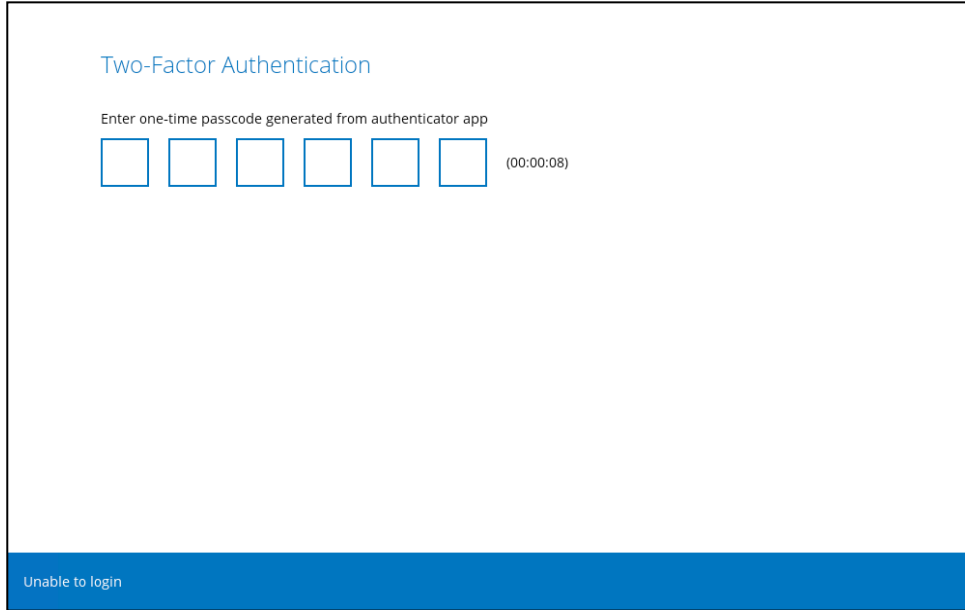 Two-Factor Authentication
Enter one-time passcode generated from authenticator app
(00:00:08)
Unable to login